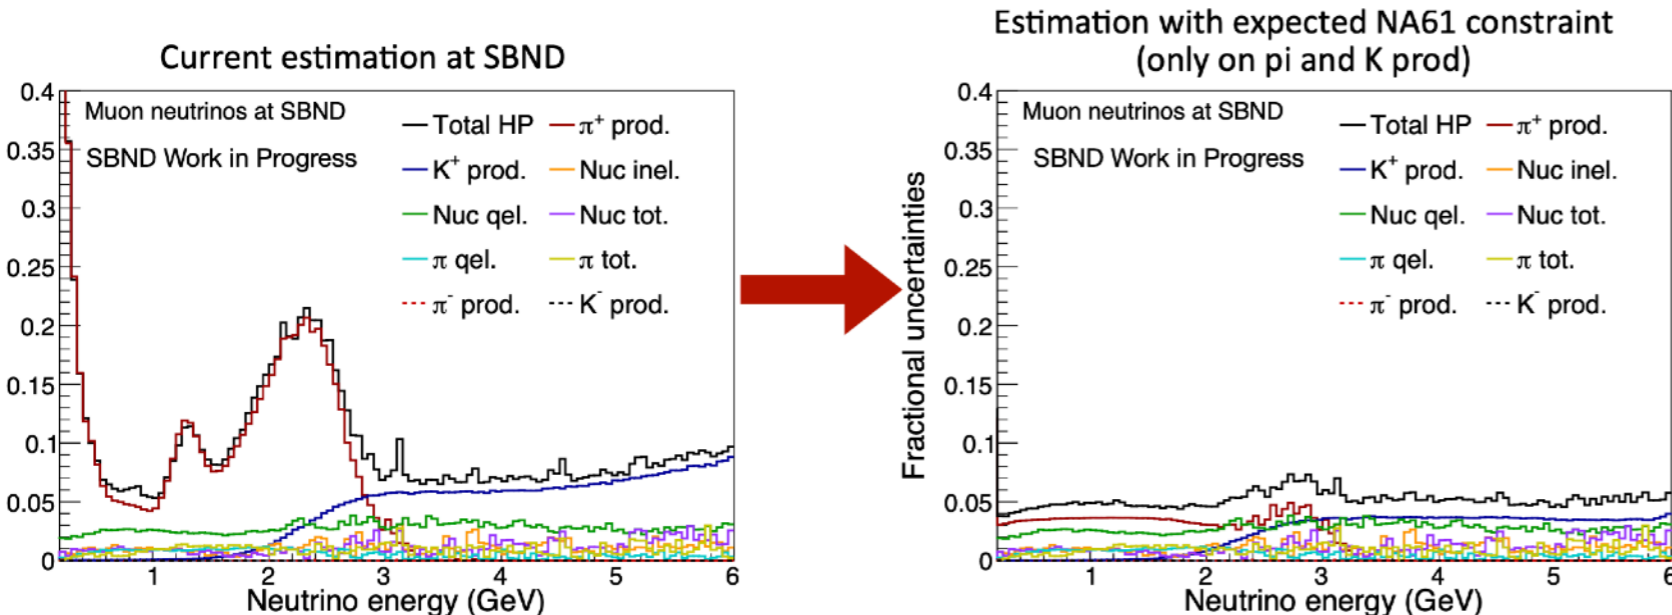 Current estimation at SBND
Estimation with expected NA61 constraint
(only on pi and K prod)
0.4
0.35
0.3
0.25
0.2
0.15
0.1
0.05
0
Muon neutrinos at SBND
SBND Work in Progress
Total HP
π+ prod.
K+ prod.
Nuc inel.
Nuc qel.
Nuc tot.
π qel.
π tot.
π- prod.
K- prod.
1
2
3
4
5
6
Neutrino energy (GeV)
Fractional uncertainties
0.4
0.35
0.3
0.25
0.2
0.15
0.1
0.05
0
Muon neutrinos at SBND
SBND Work in Progress
Total HP
π+ prod.
K+ prod.
Nuc inel.
Nuc qel.
Nuc tot.
π qel.
π tot.
π- prod.
K- prod.
1
2
3
4
5
6
Neutrino energy (GeV)